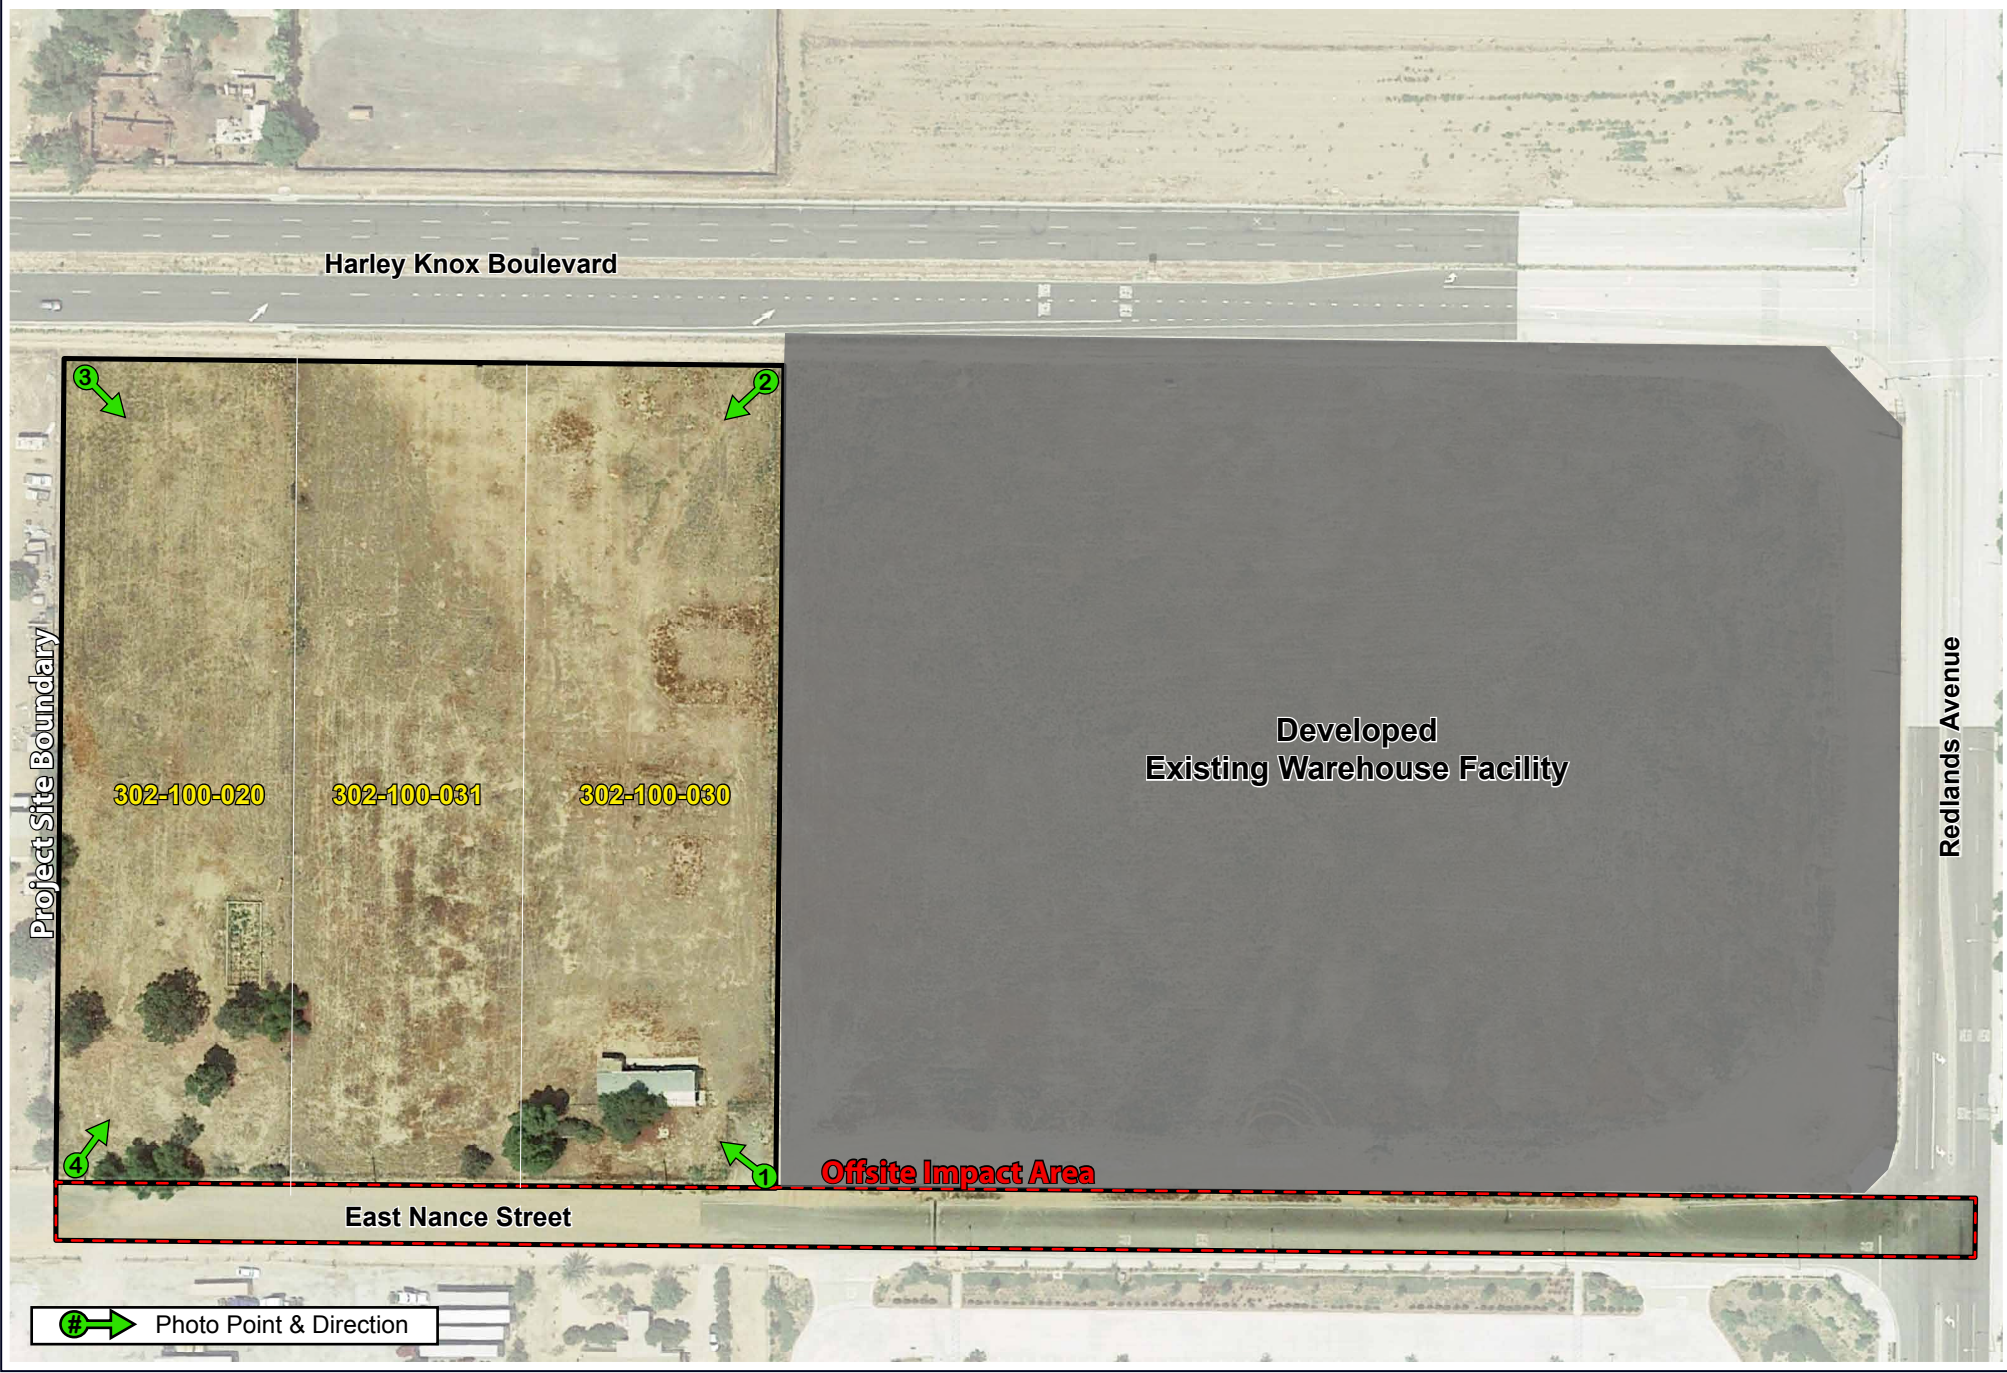 Harley Knox Boulevard
3
2
Developed
Existing Warehouse Facility
Redlands Avenue
Project Site Boundary
302-100-020
302-100-031
302-100-030
4
1
Offsite Impact Area
East Nance Street
# Photo Point & Direction